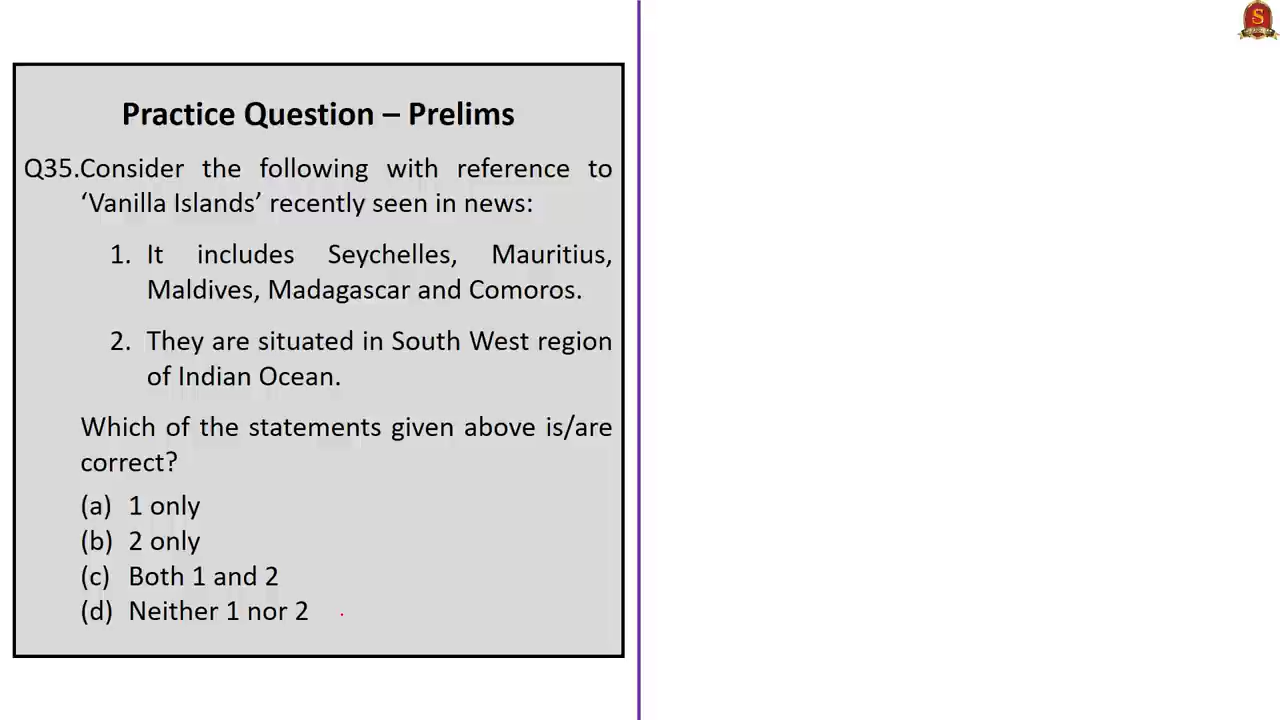 Practice Question – Prelims
Q35.Consider the following with reference to
‘Vanilla Islands’ recently seen in news:
1. It includes Seychelles, Mauritius,
Maldives, Madagascar and Comoros.
2. They are situated in South West region
of Indian Ocean.
Which of the statements given above is/are
correct?
(a) 1 only
(b) 2 only
(c) Both 1 and 2
(d) Neither 1 nor 2
S